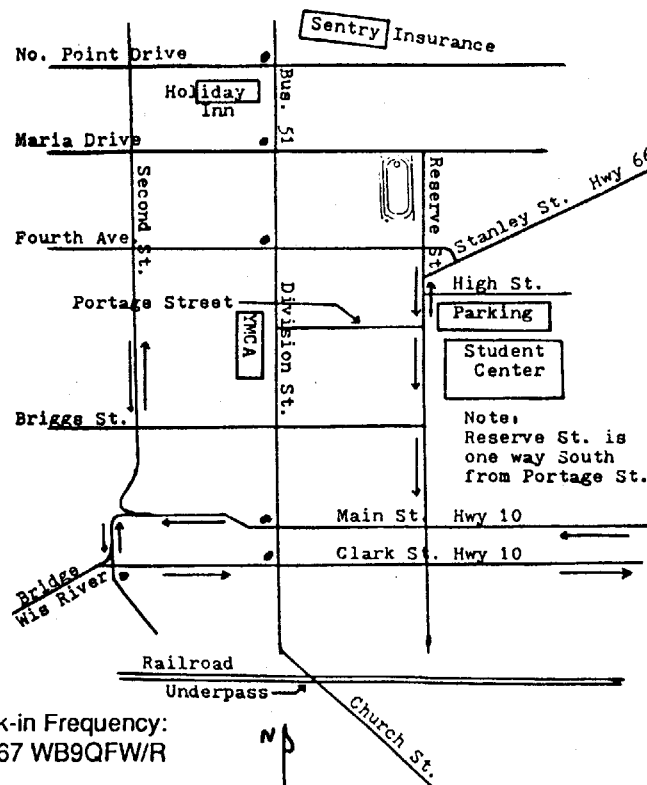 Sentry Insurance
No. Point Drive
Holiday
Inn
Bus. 51
Maria Drive
Second St.
Reserve St.
Stanley St. Hwy 66
Fourth Ave.
High St.
Portage Street
Division St.
Parking
YMCA
Student
Center
Briggs St.
Note:
Reserve St. is
one way South
from Portage St.
Main St. Hwy 10
Clark St. Hwy 10
Bridge
Wis River
Railroad
Underpass
Church St.
k-in Frequency:
67 WB9QFW/R
N